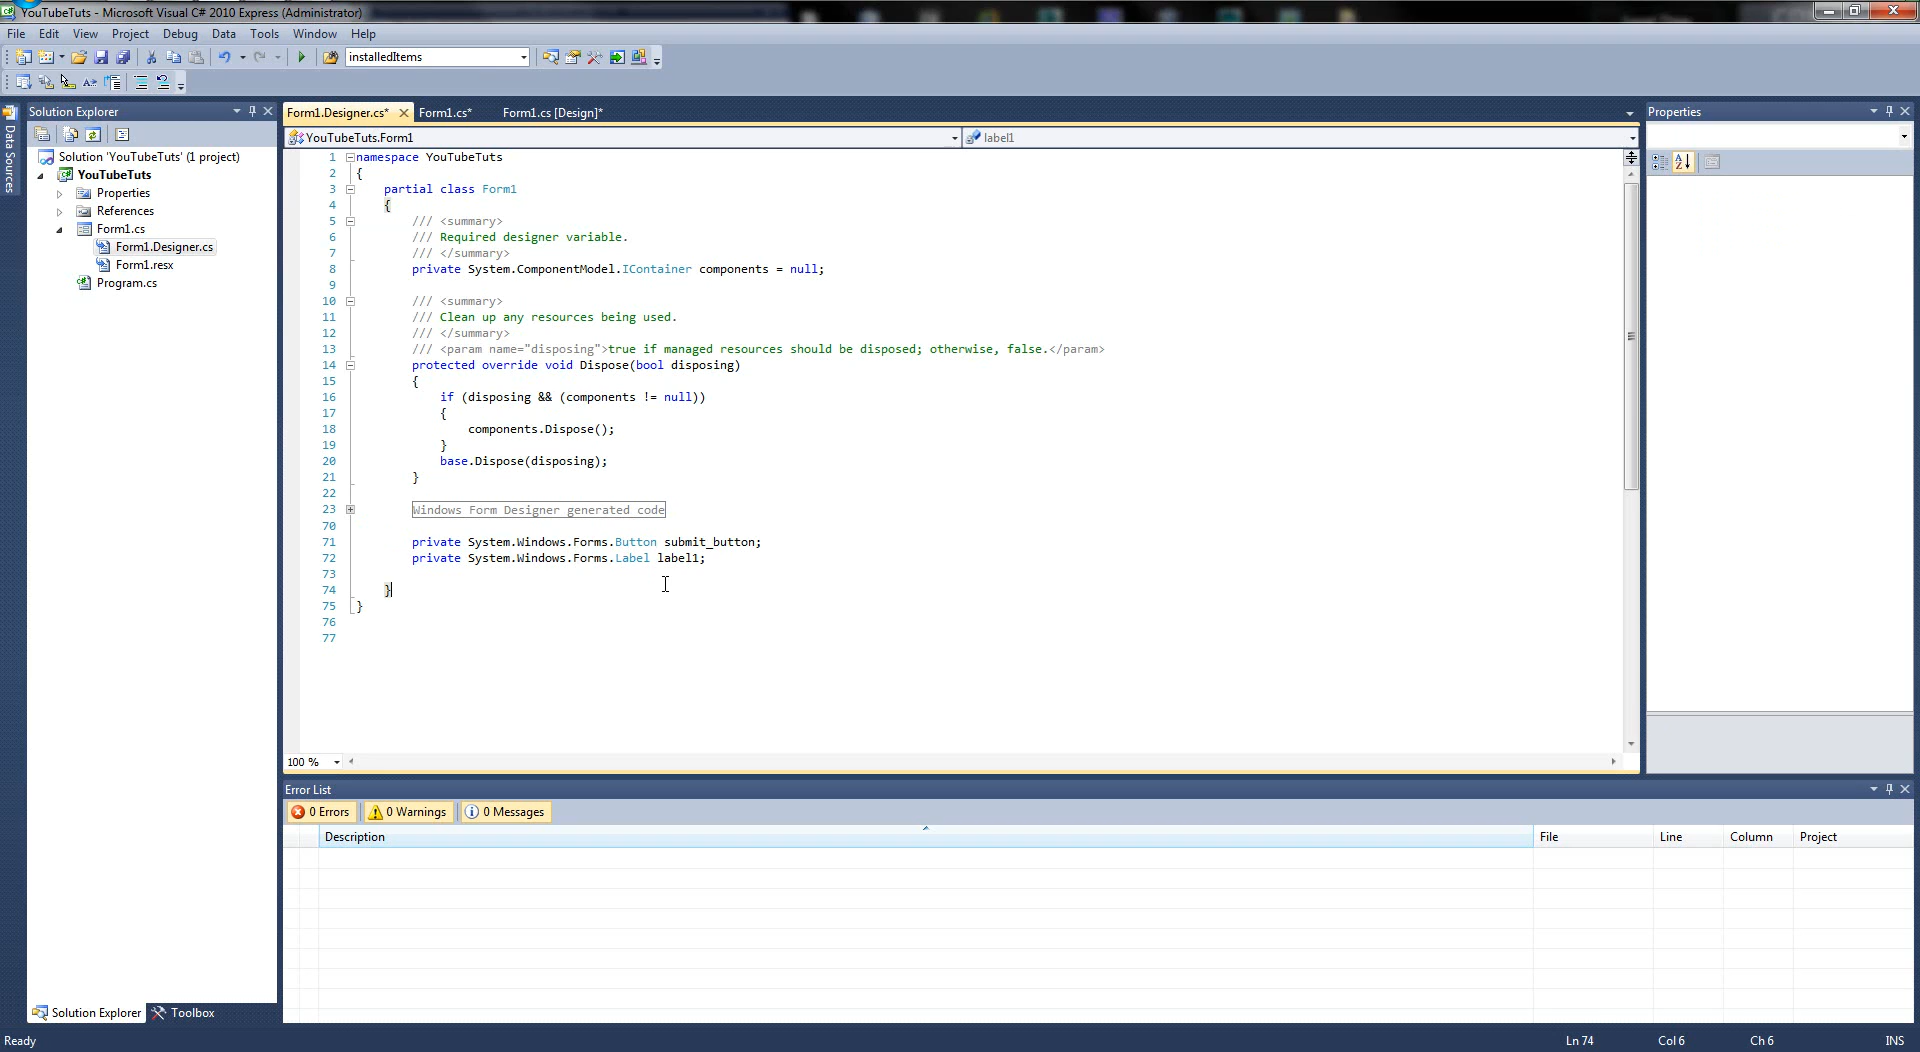 YouTubeTuts - Microsoft Visual C# 2010 Express (Administrator)
File Edit View Project Debug Data Tools Window Help
installedItems
Data Sources
Solution Explorer
Solution 'YouTubeTuts' (1 project)
YouTubeTuts
Properties
References
Form1.cs
Form1.Designer.cs
Form1.resx
Program.cs
Solution Explorer Toolbox
Form1.Designer.cs* Form1.cs* Form1.cs [Design]*
YouTubeTuts.Form1 label1
1 namespace YouTubeTuts
2 {
3 partial class Form1
4 {
5 /// <summary>
6 /// Required designer variable.
7 /// </summary>
8 private System.ComponentModel.IContainer components = null;
9
10 /// <summary>
11 /// Clean up any resources being used.
12 /// </summary>
13 /// <param name="disposing">true if managed resources should be disposed; otherwise, false.</param>
14 protected override void Dispose(bool disposing)
15 {
16 if (disposing && (components != null))
17 {
18 components.Dispose();
19 }
20 base.Dispose(disposing);
21 }
22
23 Windows Form Designer generated code
70
71 private System.Windows.Forms.Button submit_button;
72 private System.Windows.Forms.Label label1;
73
74 }
75 }
76
77
100 %
Properties
Error List
0 Errors 0 Warnings 0 Messages
Description File Line Column Project
Ready Ln 74 Col 6 Ch 6 INS